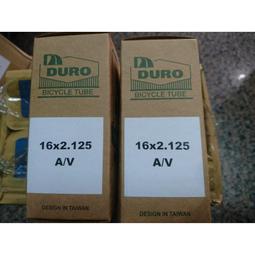 DURO
BICYCLE TUBE
16x2.125
A/V
DESIGN IN TAIWAN
DURO
BICYCLE TUBE
16x2.125
A/V
DESIGN IN TAIWAN